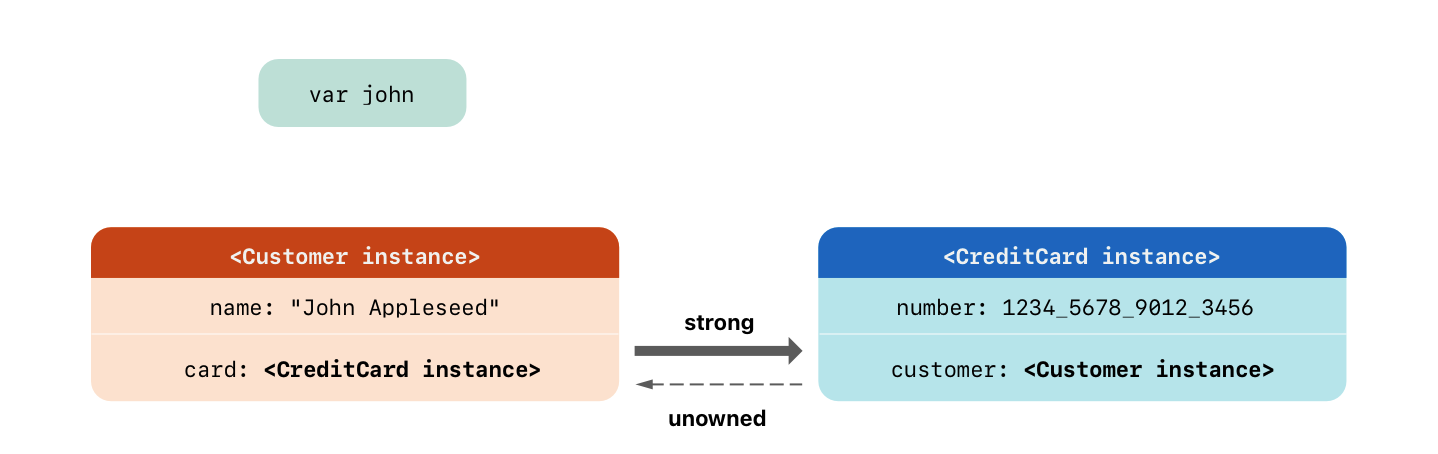 var john
<Customer instance>
name: "John Appleseed"
card: <CreditCard instance>
strong
unowned
<CreditCard instance>
number: 1234_5678_9012_3456
customer: <Customer instance>